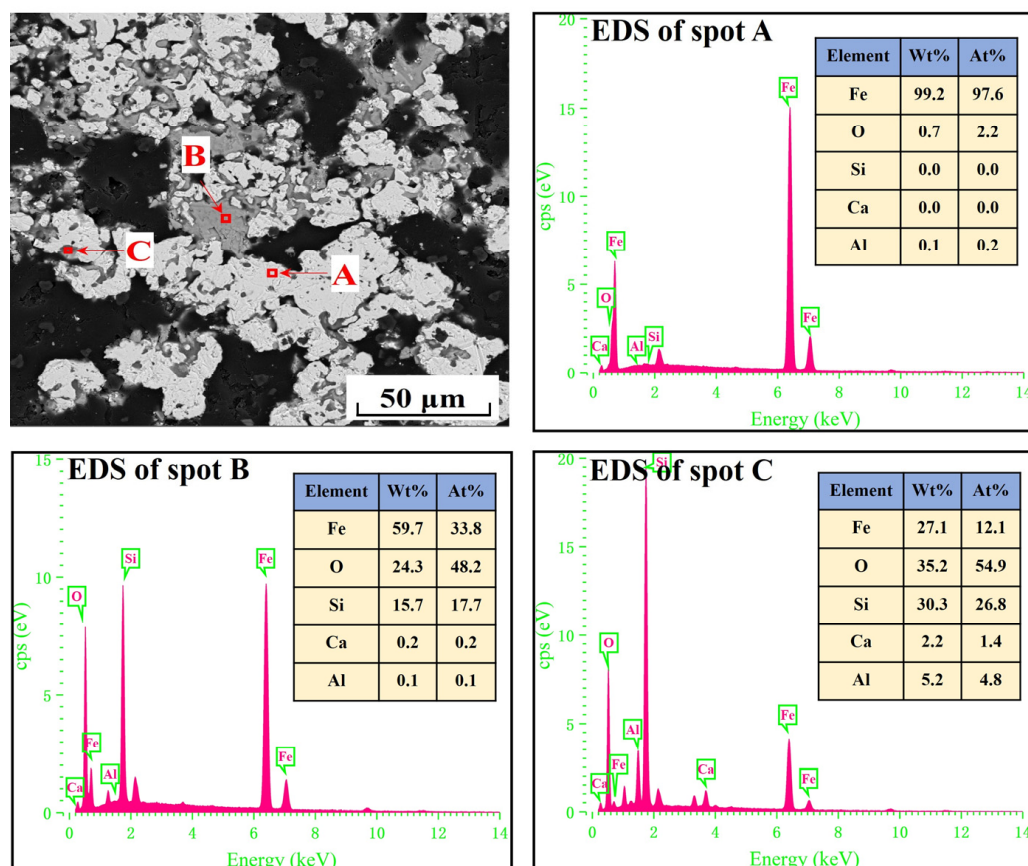 B
C
A
50 μm
EDS of spot A
Element Wt% At%
Fe 99.2 97.6
O 0.7 2.2
Si 0.0 0.0
Ca 0.0 0.0
Al 0.1 0.2
20
15
10
5
0
cps (eV)
Fe
Fe
O
Fe
Ca
Al
Si
0 2 4 6 8 10 12 14
Energy (keV)
EDS of spot B
Element Wt% At%
Fe 59.7 33.8
O 24.3 48.2
Si 15.7 17.7
Ca 0.2 0.2
Al 0.1 0.1
15
10
5
0
cps (eV)
Si
Fe
O
Fe
Al
Fe
Ca
0 2 4 6 8 10 12 14
Energy (keV)
EDS of spot C
Element Wt% At%
Fe 27.1 12.1
O 35.2 54.9
Si 30.3 26.8
Ca 2.2 1.4
Al 5.2 4.8
20
15
10
5
0
cps (eV)
Si
O
Fe
Al
Ca
Fe
Ca
Fe
0 2 4 6 8 10 12 14
Energy (keV)